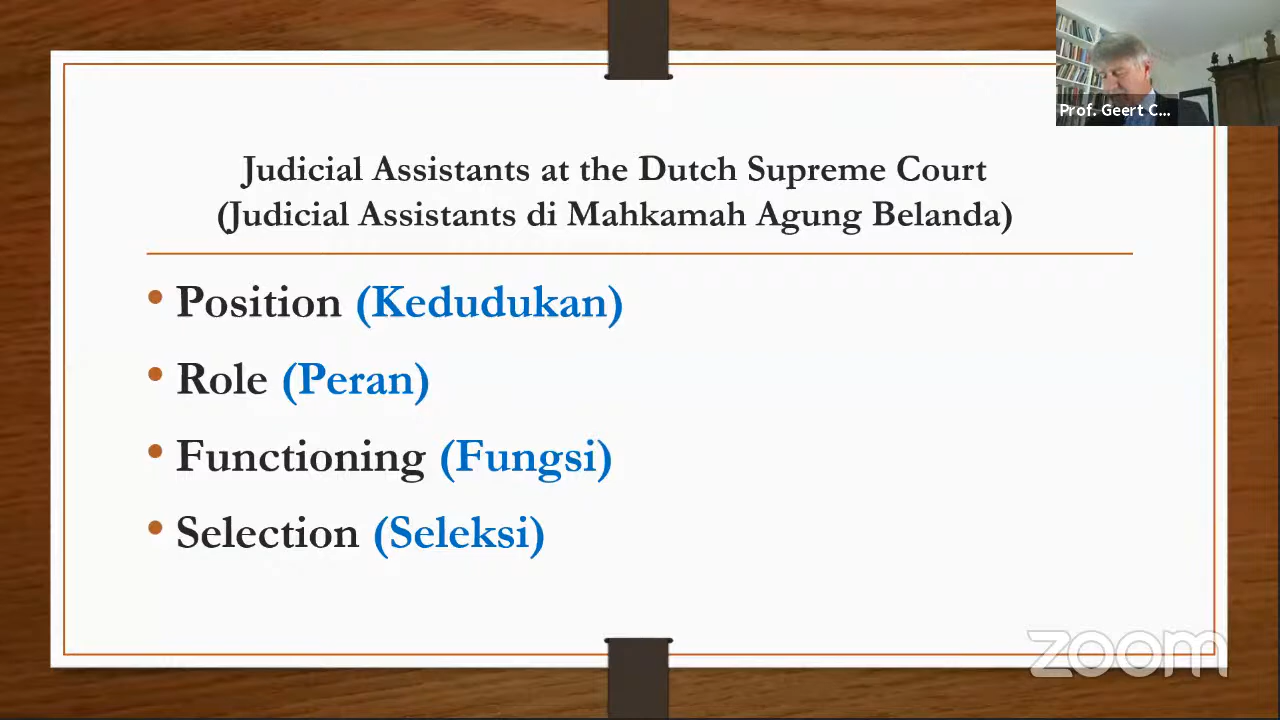 Judicial Assistants at the Dutch Supreme Court
(Judicial Assistants di Mahkamah Agung Belanda)
• Position (Kedudukan)
• Role (Peran)
• Functioning (Fungsi)
• Selection (Seleksi)
Prof. Geert C...
zoom